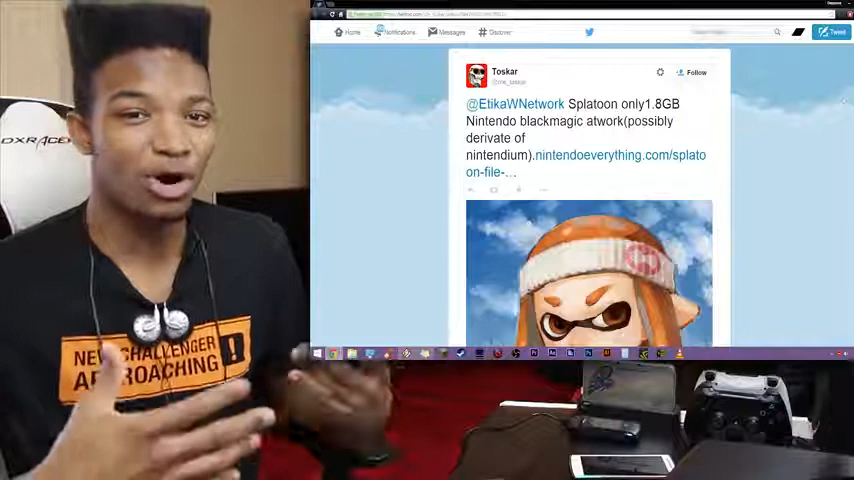 Home
Notifications
Messages
# Discover
Tweet
Toskar
Follow
@EtikaWNetwork Splatoon only1.8GB
Nintendo blackmagic atwork(possibly
derivate of
nintendium).nintendoeverything.com/splato
on-file-…
DXRACER
NEW CHALLENGER
APPROACHING !